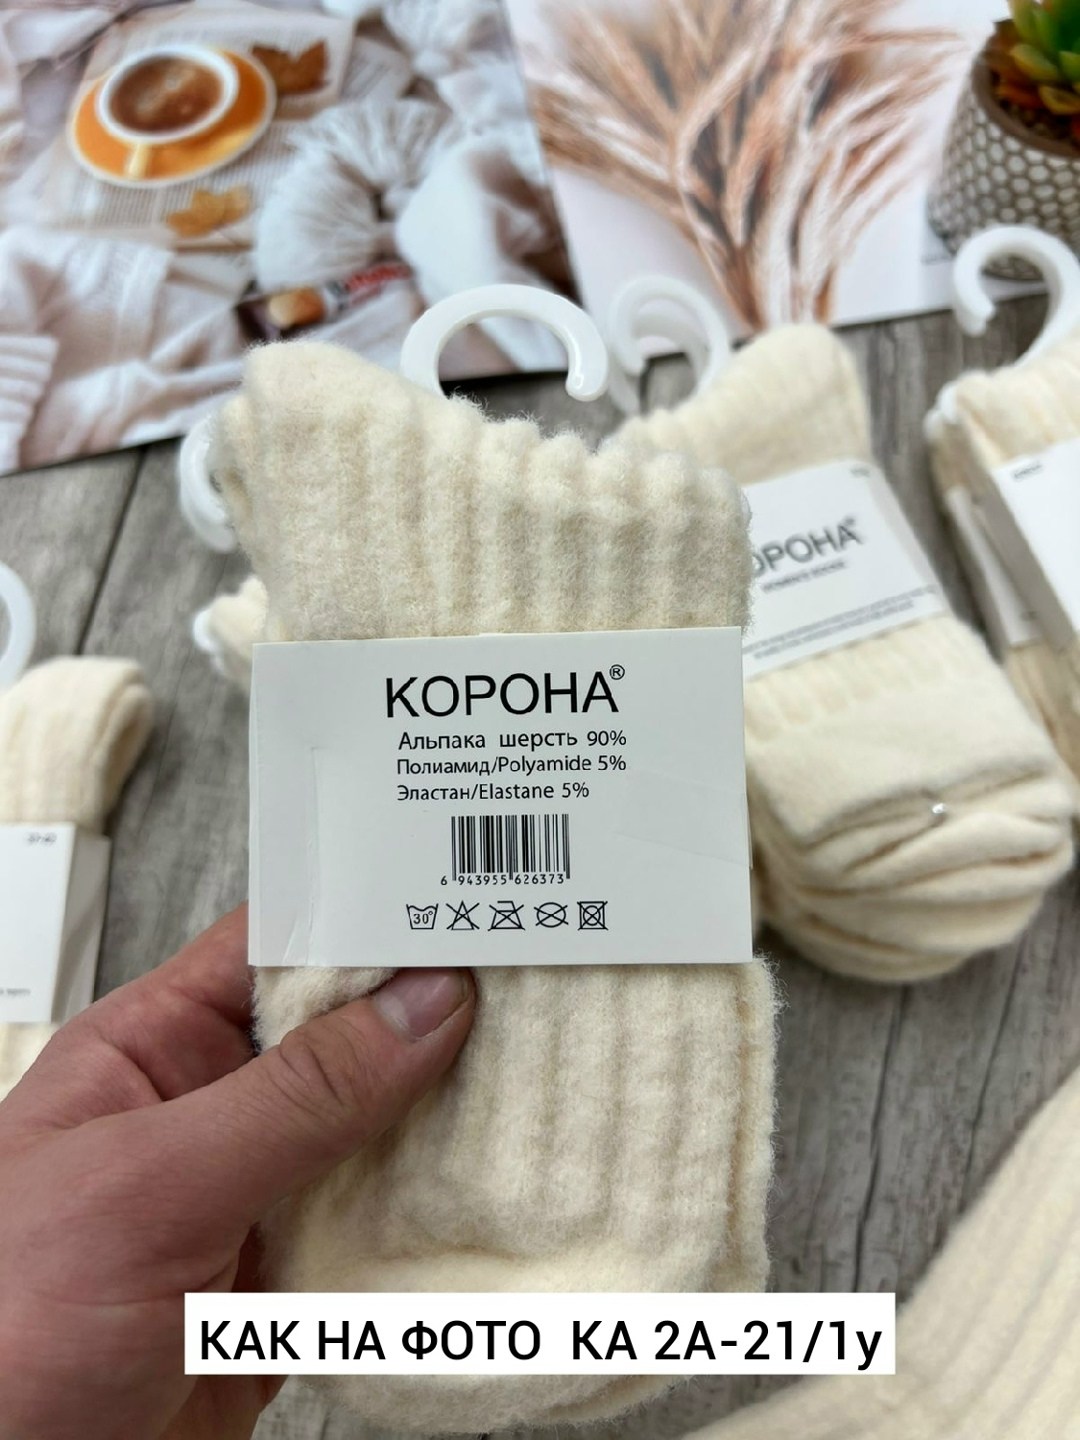 КОРОНА®
Альпака шерсть 90%
Полиамид/Polyamide 5%
Эластан/Elastane 5%
6 943955 626373
30°
ОРОНА®
КАК НА ФОТО КА 2А-21/1у